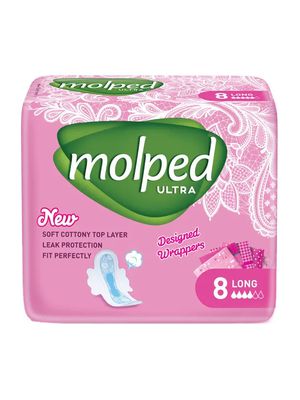 8 LONG
molped
ULTRA
New
SOFT COTTONY TOP LAYER
LEAK PROTECTION
FIT PERFECTLY
Designed
Wrappers
8 LONG